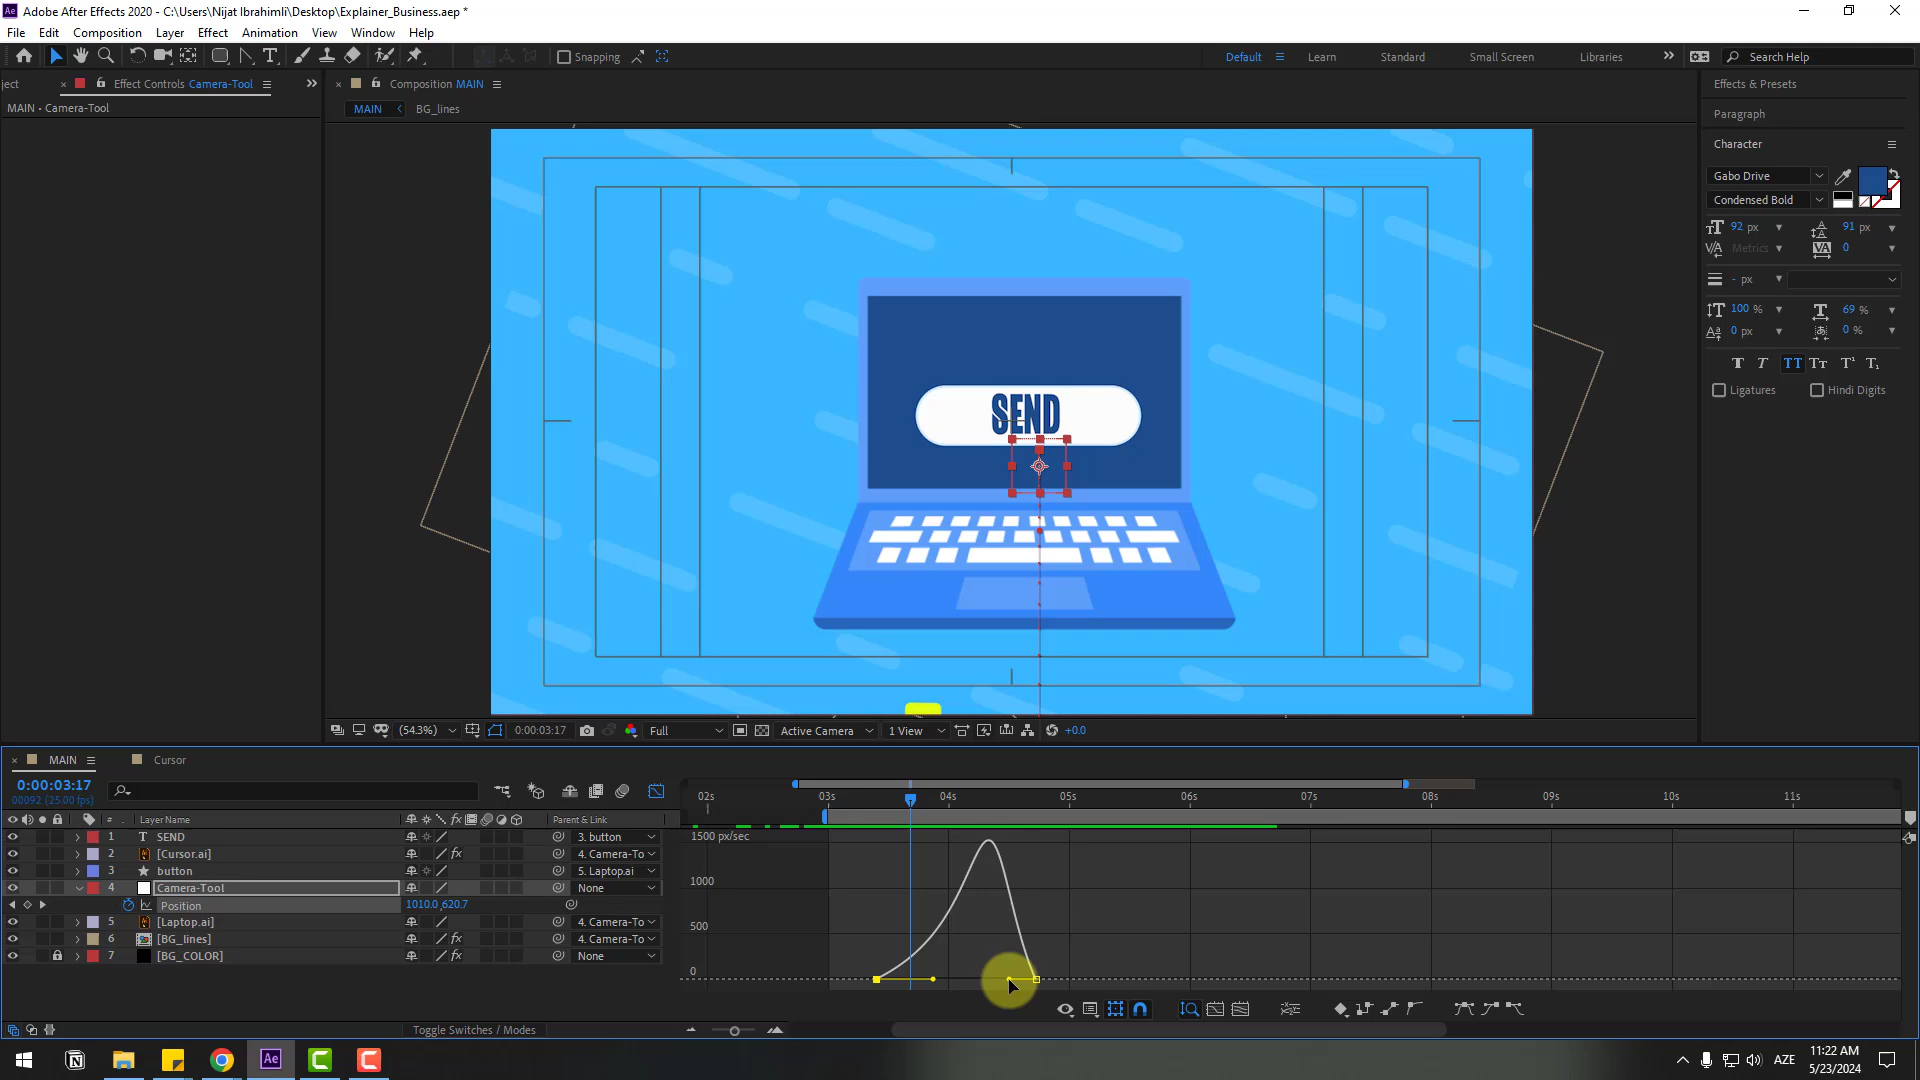 Adobe After Effects 2020 - C:\Users\Nijat Ibrahimli\Desktop\Explainer_Business.aep *
File Edit Composition Layer Effect Animation View Window Help
Snapping Default Learn Standard Small Screen Libraries Search Help
ject Effect Controls Camera-Tool
MAIN • Camera-Tool
Composition MAIN
MAIN BG_lines
SEND
Effects & Presets
Paragraph
Character
Gabo Drive
Condensed Bold
92 px 91 px
Metrics 0
- px
100 % 69 %
0 px 0 %
Ligatures Hindi Digits
(54.3%) 0:00:03:17 Full Active Camera 1 View +0.0
MAIN Cursor
0:00:03:17
00092 (25.00 fps)
02s 03s 04s 05s 06s 07s 08s 09s 10s 11s
# Layer Name Parent & Link
1 SEND 3. button
2 [Cursor.ai] 4. Camera-To
3 button 5. Laptop.ai
4 Camera-Tool None
Position 1010.0,620.7
5 [Laptop.ai] 4. Camera-To
6 [BG_lines] 4. Camera-To
7 [BG_COLOR] None
1500 px/sec
1000
500
0
Toggle Switches / Modes
AZE
11:22 AM
5/23/2024